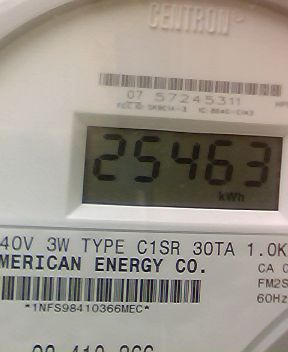 CENTRON®
07 57245311
25463
kWh
40V 3W TYPE C1SR 30TA 1.0K
MERICAN ENERGY CO.
CA 0
FM2S
60Hz
*1NFS98410366MEC*